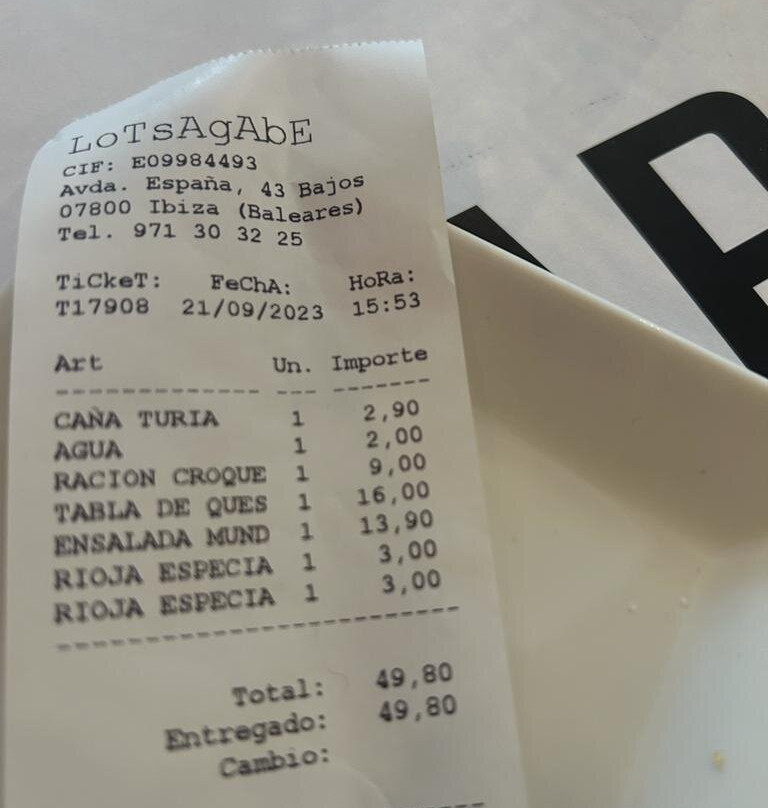 LoTsAgAbE
CIF: E09984493
Avda. España, 43 Bajos
07800 Ibiza (Baleares)
Tel. 971 30 32 25
TiCkeT: FeChA: HoRa:
T17908 21/09/2023 15:53
Art Un. Importe
CAÑA TURIA 1 2,90
AGUA 1 2,00
RACION CROQUE 1 9,00
TABLA DE QUES 1 16,00
ENSALADA MUND 1 13,90
RIOJA ESPECIA 1 3,00
RIOJA ESPECIA 1 3,00
Total: 49,80
Entregado: 49,80
Cambio: